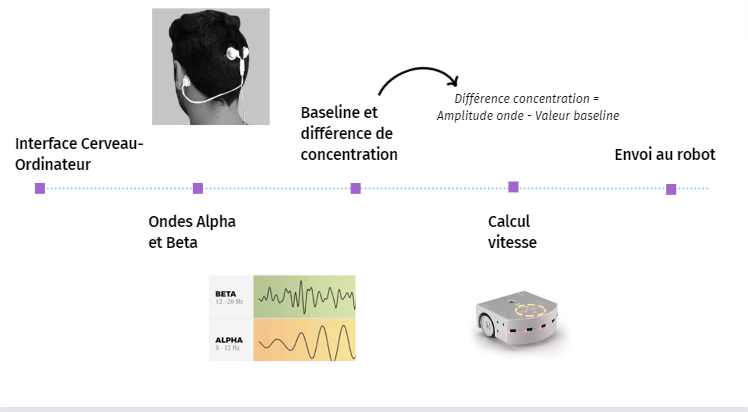 Interface Cerveau-
Ordinateur
Ondes Alpha
et Beta
BETA
12 - 20 Hz
ALPHA
8 - 12 Hz
Baseline et
différence de
concentration
Différence concentration =
Amplitude onde - Valeur baseline
Calcul
vitesse
Envoi au robot